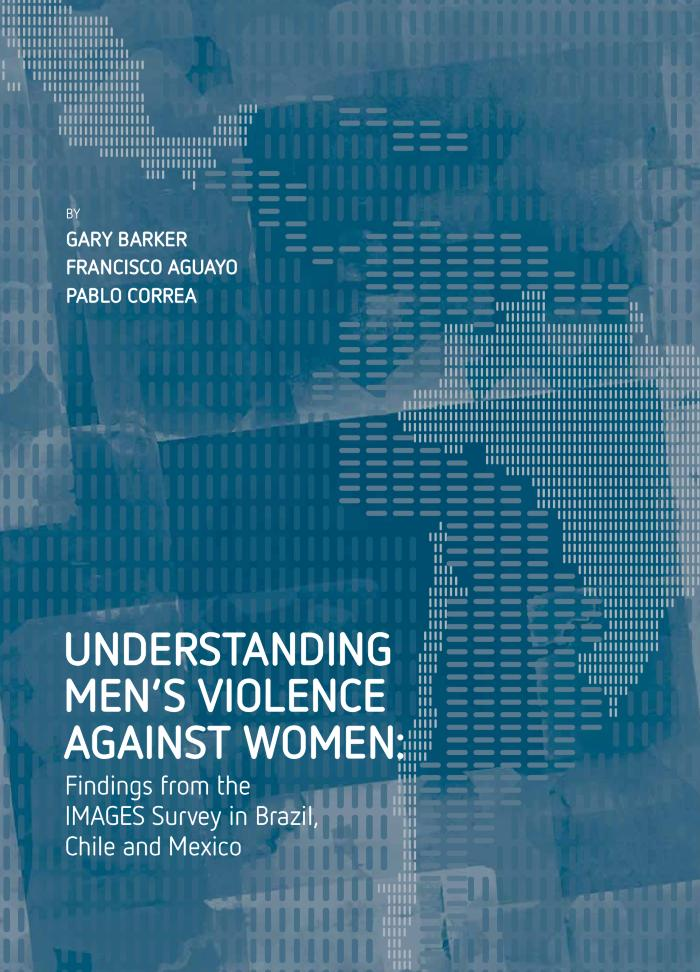 BY
GARY BARKER
FRANCISCO AGUAYO
PABLO CORREA
UNDERSTANDING
MEN'S VIOLENCE
AGAINST WOMEN:
Findings from the
IMAGES Survey in Brazil,
Chile and Mexico